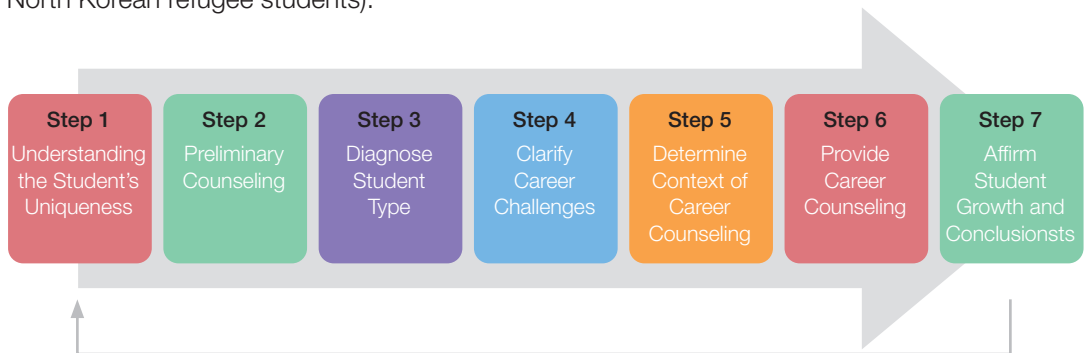 North Korean refugee students).
Step 1
Understanding
the Student's
Uniqueness
Step 2
Preliminary
Counseling
Step 3
Diagnose
Student
Type
Step 4
Clarify
Career
Challenges
Step 5
Determine
Context of
Career
Counseling
Step 6
Provide
Career
Counseling
Step 7
Affirm
Student
Growth and
Conclusionsts